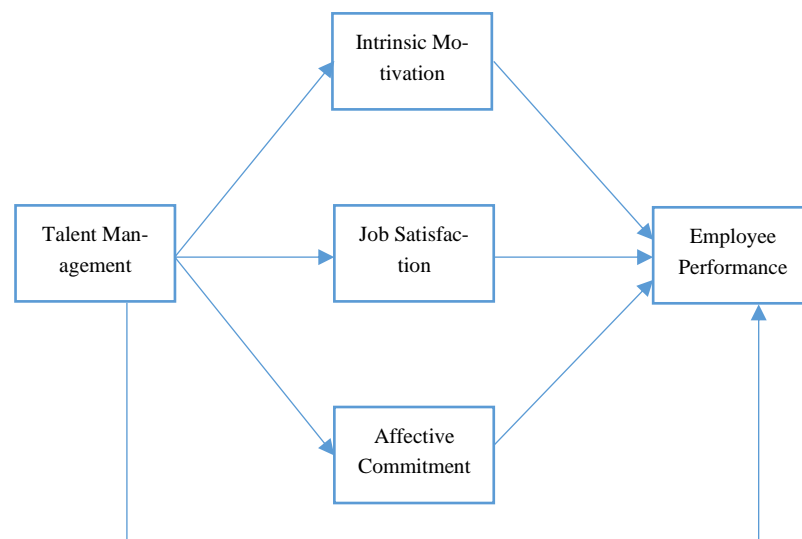 Intrinsic Mo-
tivation
Talent Man-
agement
Job Satisfac-
tion
Employee
Performance
Affective
Commitment